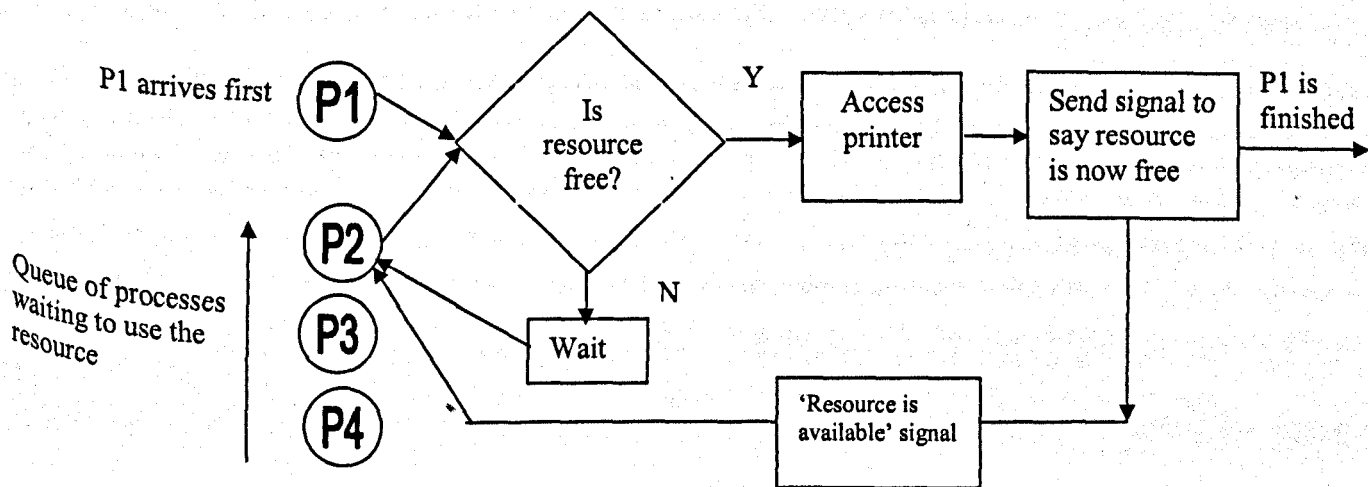 P1 arrives first
P1
Is
resource
free?
Y
Access
printer
Send signal to
say resource
is now free
P1 is
finished
P2
Queue of processes
waiting to use the
resource
N
P3
Wait
P4
‘Resource is
available’ signal